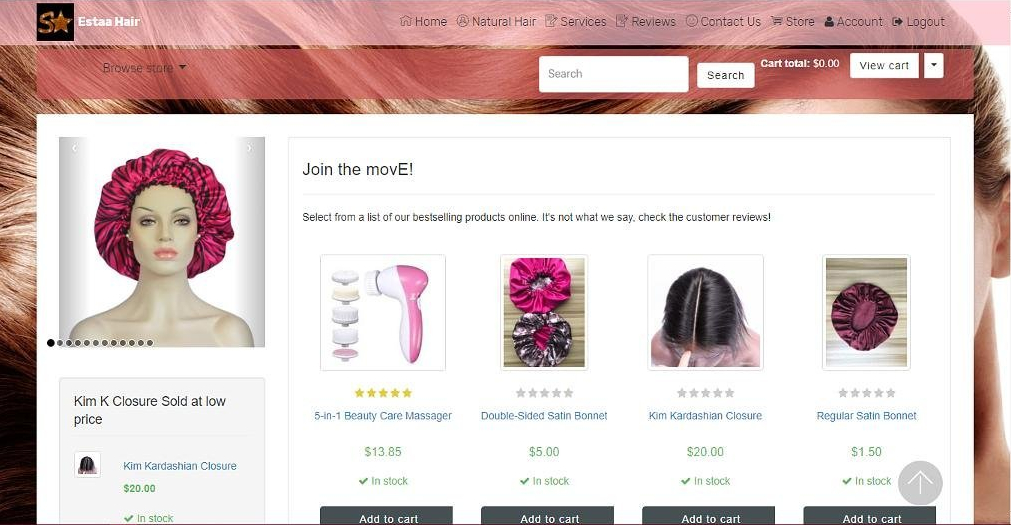 S Estaa Hair Home Natural Hair Services Reviews Contact Us Store Account Logout
Browse store Search Search Cart total: $0.00 View cart
Join the movE!
Select from a list of our bestselling products online. It's not what we say, check the customer reviews!
5-in-1 Beauty Care Massager Double-Sided Satin Bonnet Kim Kardashian Closure Regular Satin Bonnet
$13.85 $5.00 $20.00 $1.50
In stock In stock In stock In stock
Add to cart Add to cart Add to cart Add to cart
Kim K Closure Sold at low
price
Kim Kardashian Closure
$20.00
In stock